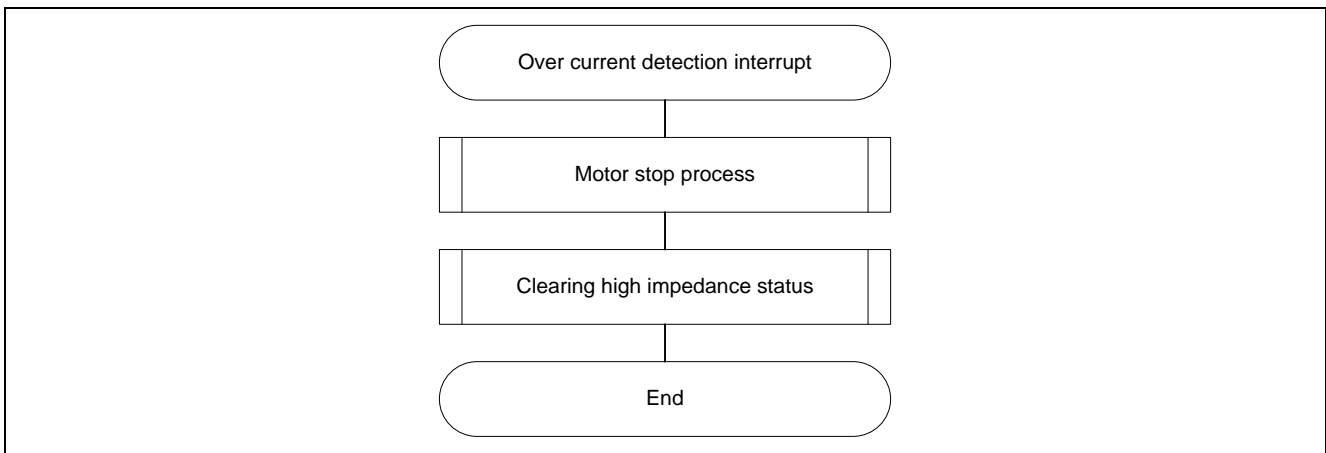 Over current detection interrupt
Motor stop process
Clearing high impedance status
End